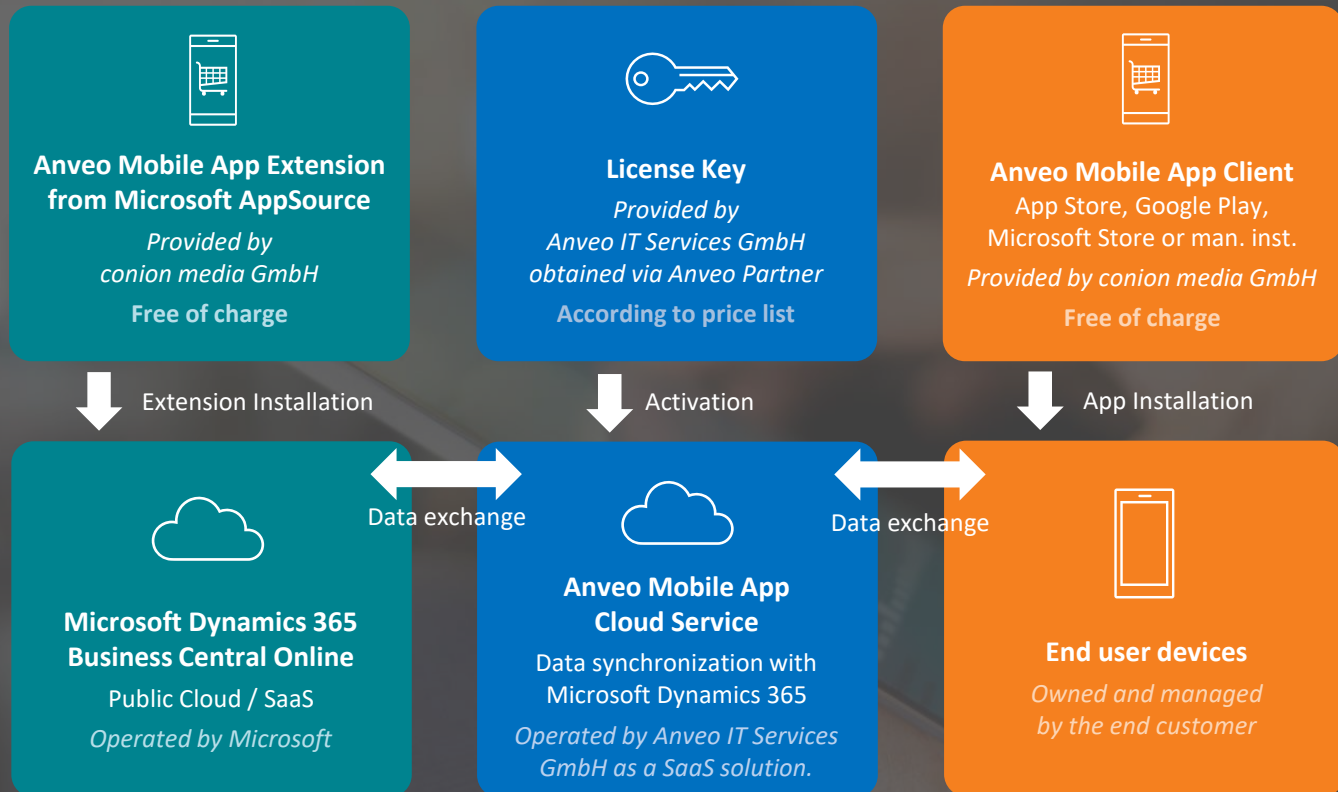 Anveo Mobile App Extension
from Microsoft AppSource
Provided by
conion media GmbH
Free of charge
License Key
Provided by
Anveo IT Services GmbH
obtained via Anveo Partner
According to price list
Anveo Mobile App Client
App Store, Google Play,
Microsoft Store or man. inst.
Provided by conion media GmbH
Free of charge
Extension Installation
Activation
App Installation
Data exchange
Data exchange
Microsoft Dynamics 365
Business Central Online
Public Cloud / SaaS
Operated by Microsoft
Anveo Mobile App
Cloud Service
Data synchronization with
Microsoft Dynamics 365
Operated by Anveo IT Services
GmbH as a SaaS solution.
End user devices
Owned and managed
by the end customer